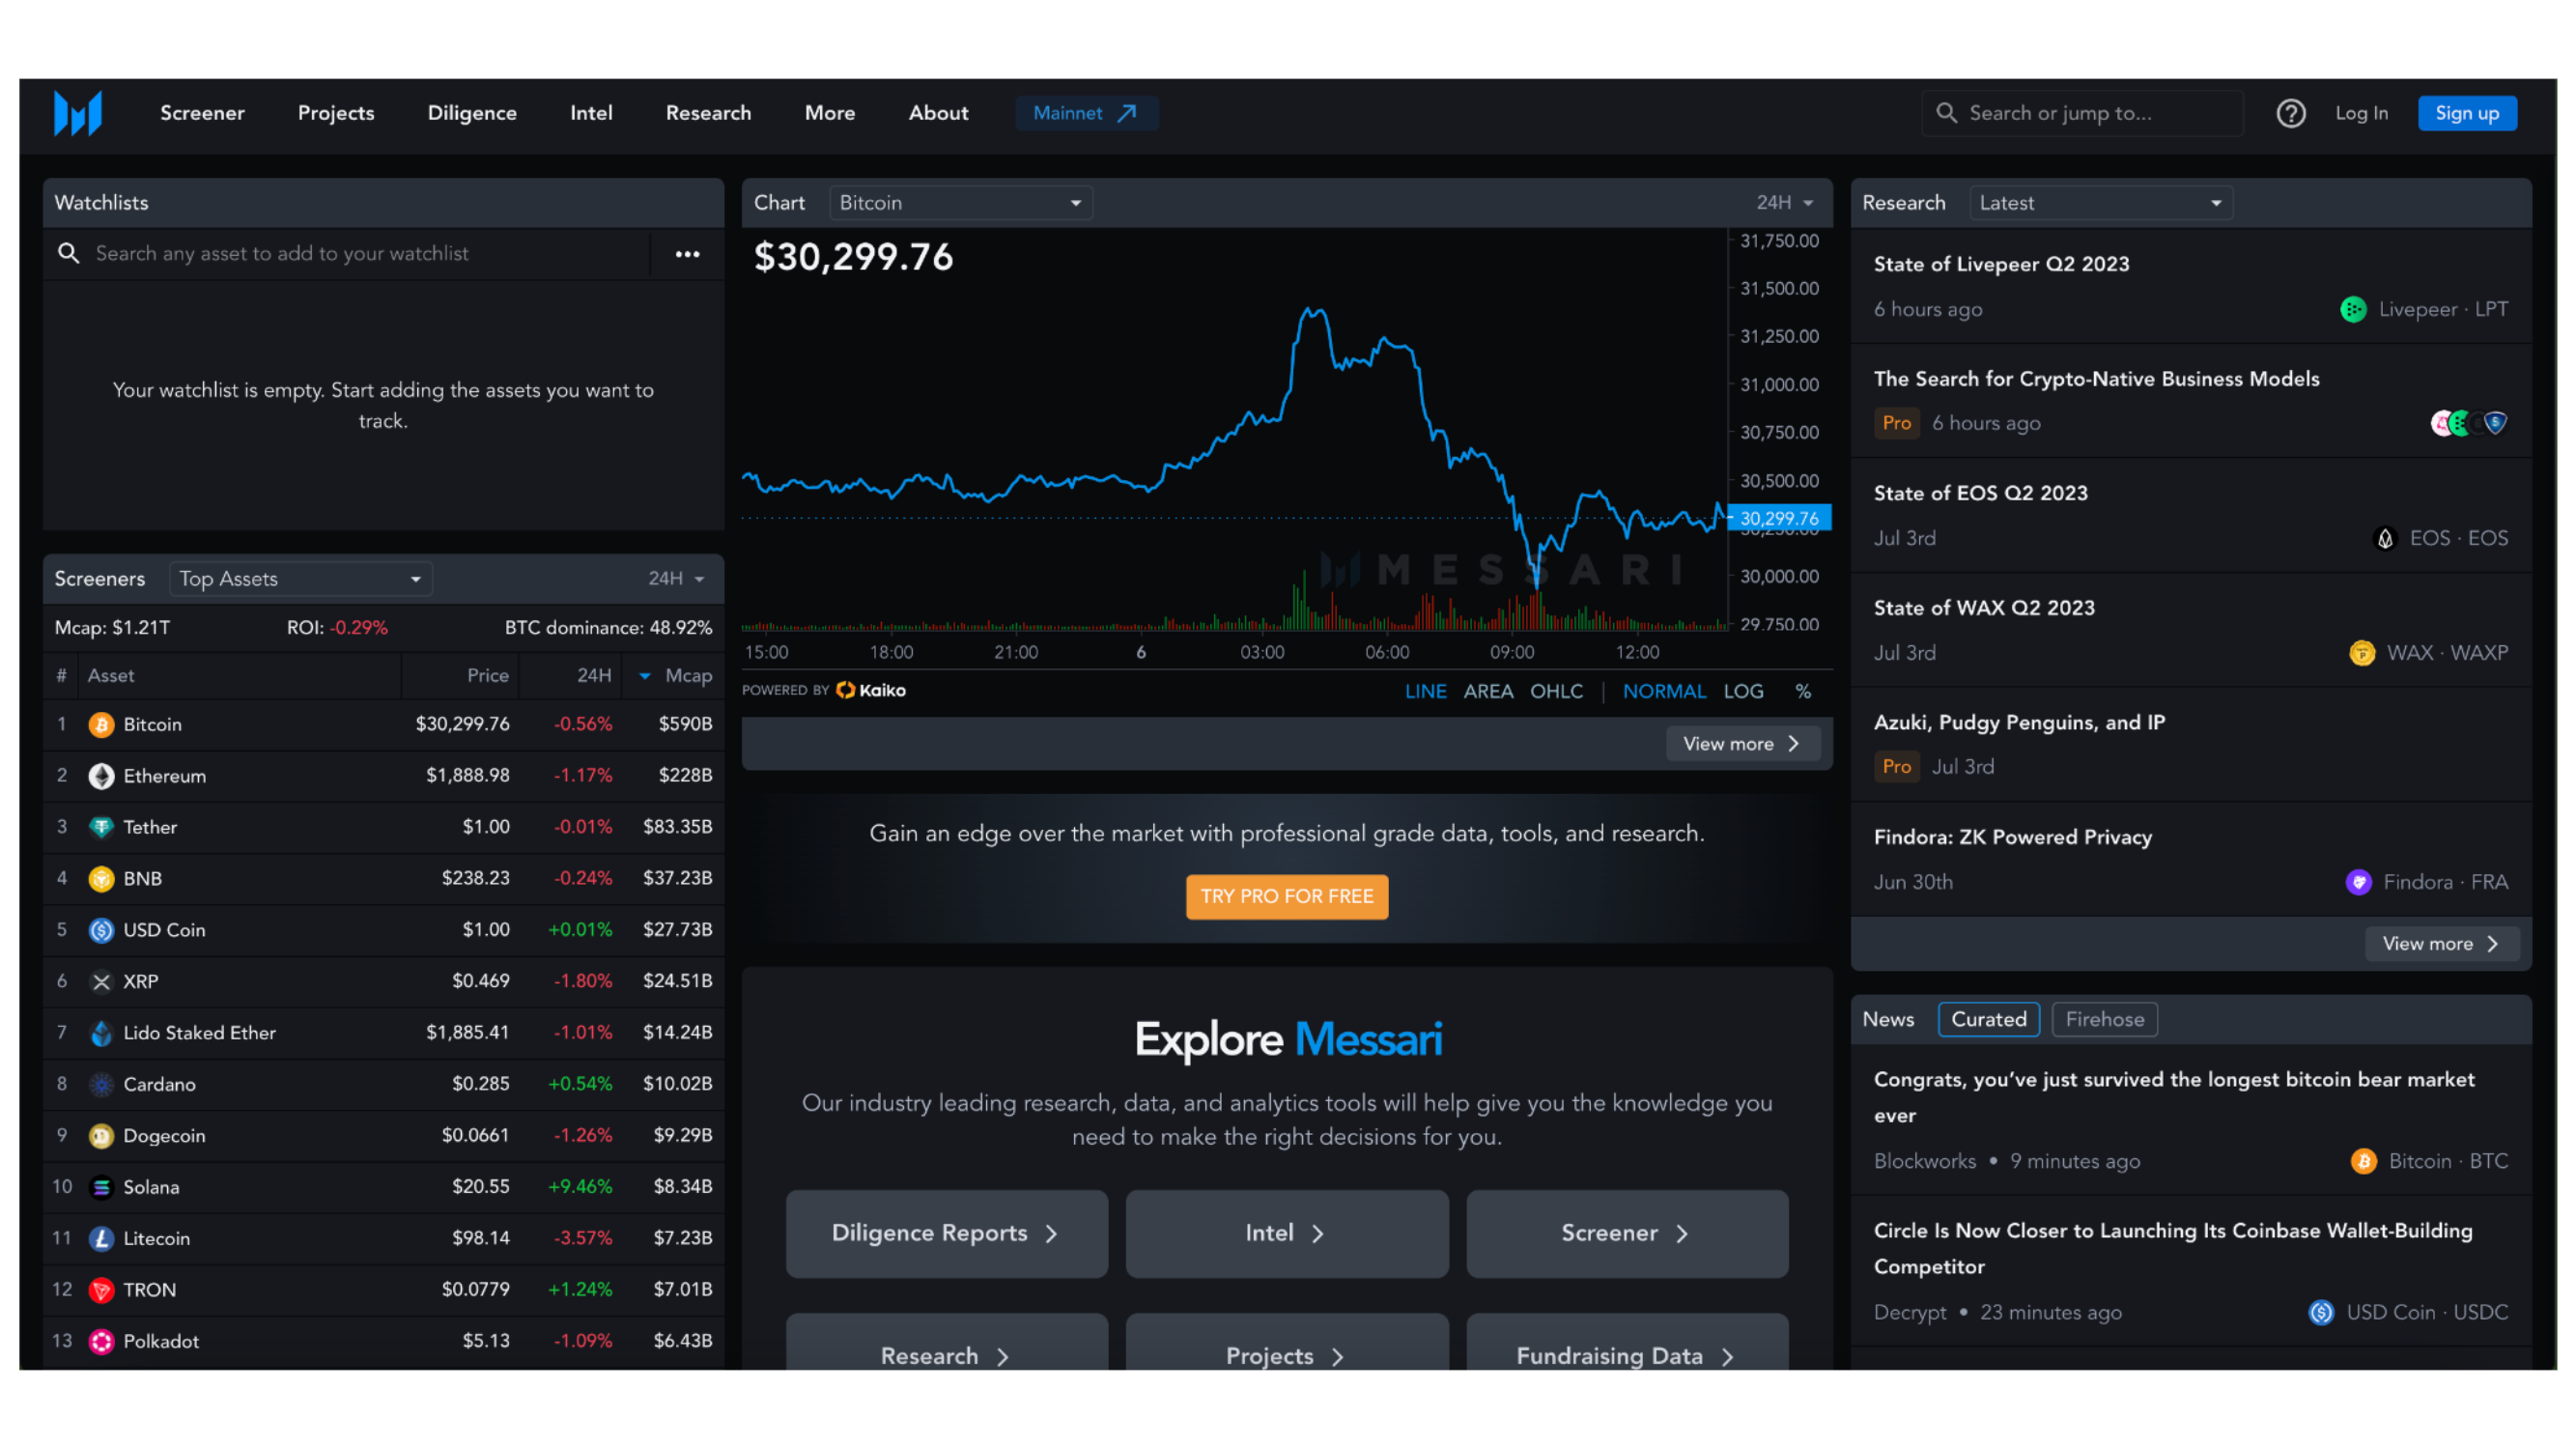 Screener Projects Diligence Intel Research More About Mainnet Search or jump to... Log In Sign up
Watchlists
Search any asset to add to your watchlist
Your watchlist is empty. Start adding the assets you want to
track.
Screeners Top Assets 24H
Mcap: $1.21T ROI: -0.29% BTC dominance: 48.92%
# Asset Price 24H Mcap
1 Bitcoin $30,299.76 -0.56% $590B
2 Ethereum $1,888.98 -1.17% $228B
3 Tether $1.00 -0.01% $83.35B
4 BNB $238.23 -0.24% $37.23B
5 USD Coin $1.00 +0.01% $27.73B
6 XRP $0.469 -1.80% $24.51B
7 Lido Staked Ether $1,885.41 -1.01% $14.24B
8 Cardano $0.285 +0.54% $10.02B
9 Dogecoin $0.0661 -1.26% $9.29B
10 Solana $20.55 +9.46% $8.34B
11 Litecoin $98.14 -3.57% $7.23B
12 TRON $0.0779 +1.24% $7.01B
13 Polkadot $5.13 -1.09% $6.43B
Chart Bitcoin 24H
$30,299.76
31,750.00
31,500.00
31,250.00
31,000.00
30,750.00
30,500.00
30,299.76
30,000.00
29,750.00
MESSARI
15:00 18:00 21:00 6 03:00 06:00 09:00 12:00
POWERED BY Kaiko LINE AREA OHLC | NORMAL LOG %
View more
Gain an edge over the market with professional grade data, tools, and research.
TRY PRO FOR FREE
Explore Messari
Our industry leading research, data, and analytics tools will help give you the knowledge you
need to make the right decisions for you.
Diligence Reports Intel Screener
Research Projects Fundraising Data
Research Latest
State of Livepeer Q2 2023
6 hours ago Livepeer · LPT
The Search for Crypto-Native Business Models
Pro 6 hours ago
State of EOS Q2 2023
Jul 3rd EOS · EOS
State of WAX Q2 2023
Jul 3rd WAX · WAXP
Azuki, Pudgy Penguins, and IP
Pro Jul 3rd
Findora: ZK Powered Privacy
Jun 30th Findora · FRA
View more
News Curated Firehose
Congrats, you’ve just survived the longest bitcoin bear market
ever
Blockworks • 9 minutes ago Bitcoin · BTC
Circle Is Now Closer to Launching Its Coinbase Wallet-Building
Competitor
Decrypt • 23 minutes ago USD Coin · USDC